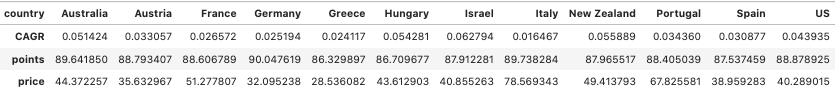 country Australia Austria France Germany Greece Hungary Israel Italy New Zealand Portugal Spain US
CAGR 0.051424 0.033057 0.026572 0.025194 0.024117 0.054281 0.062794 0.016467 0.055889 0.034360 0.030877 0.043935
points 89.641850 88.793407 88.606789 90.047619 86.329897 86.709677 87.912281 89.738284 87.965517 88.405039 87.537459 88.878925
price 44.372257 35.632967 51.277807 32.095238 28.536082 43.612903 40.855263 78.569343 49.413793 67.825581 38.959283 40.289015